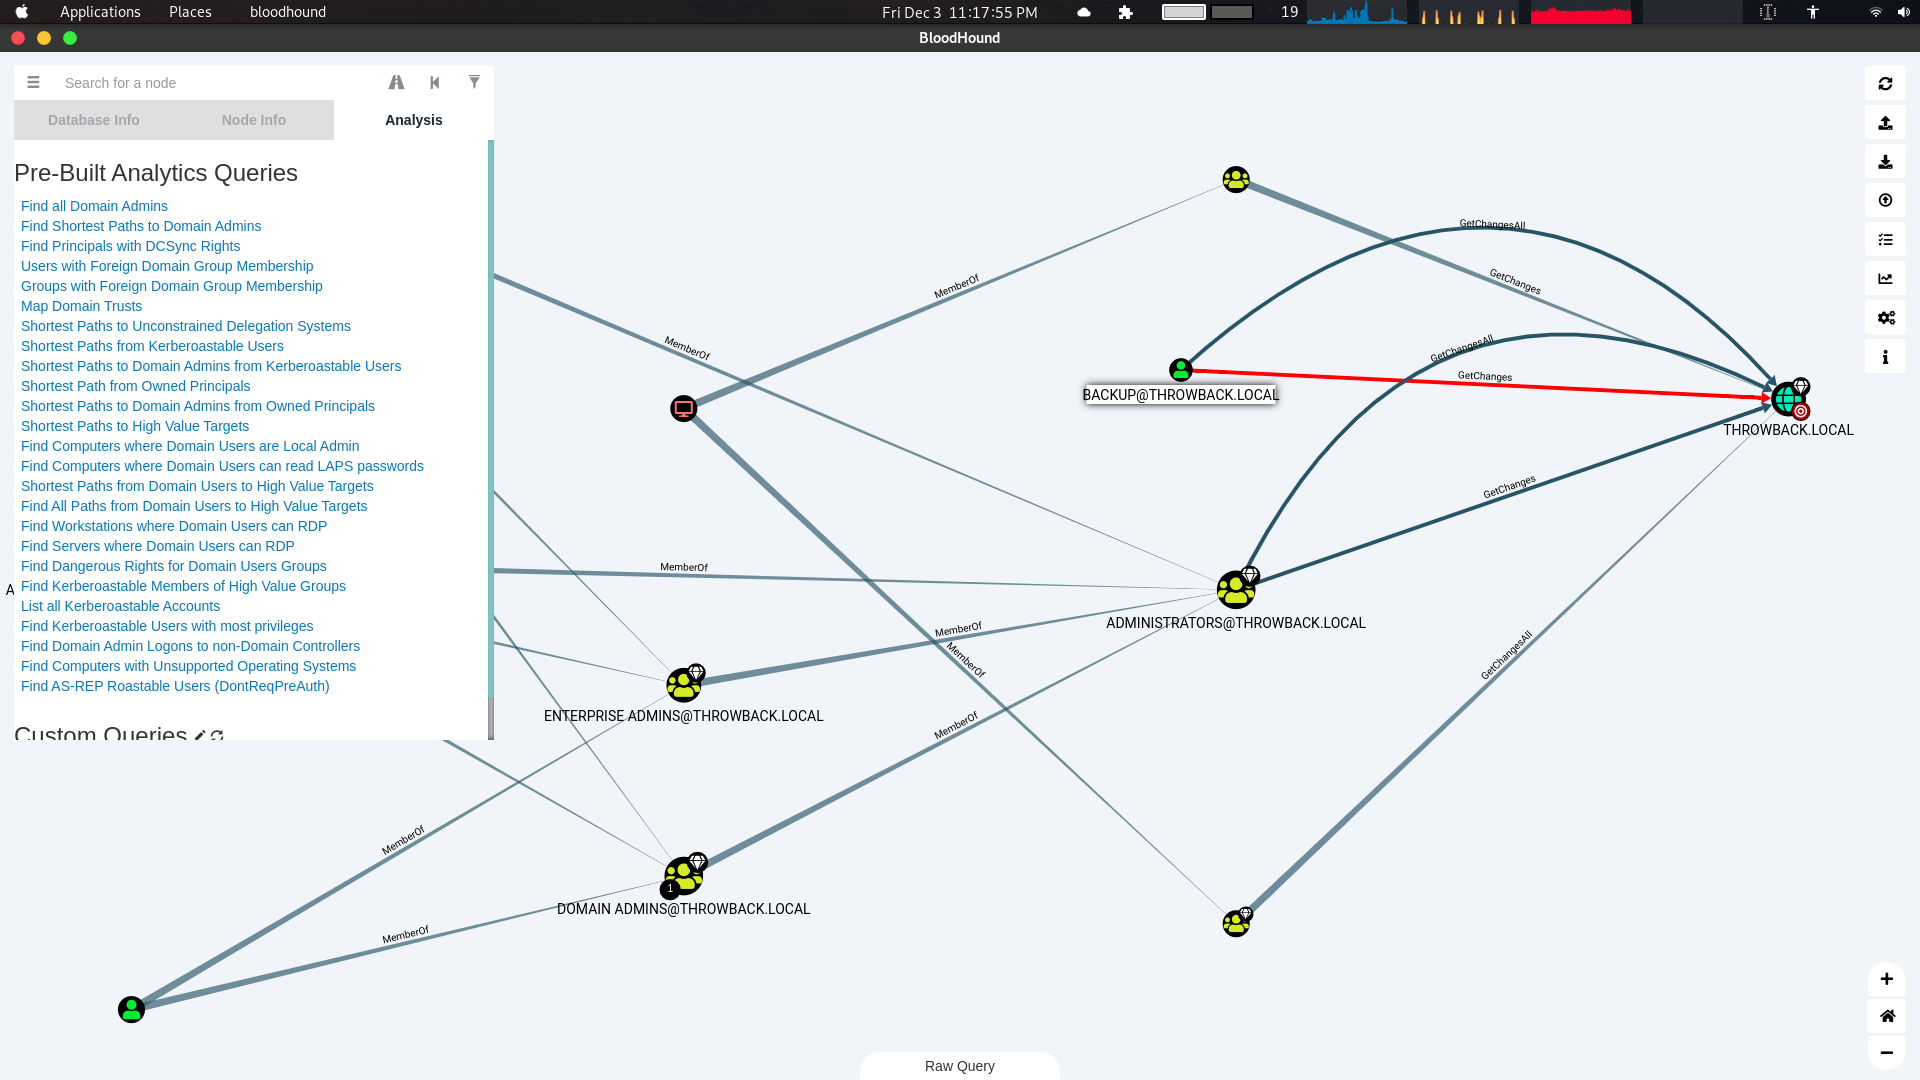 Applications Places bloodhound Fri Dec 3 11:17:55 PM 19
BloodHound
Search for a node
Database Info Node Info Analysis
Pre-Built Analytics Queries
Find all Domain Admins
Find Shortest Paths to Domain Admins
Find Principals with DCSync Rights
Users with Foreign Domain Group Membership
Groups with Foreign Domain Group Membership
Map Domain Trusts
Shortest Paths to Unconstrained Delegation Systems
Shortest Paths from Kerberoastable Users
Shortest Paths to Domain Admins from Kerberoastable Users
Shortest Path from Owned Principals
Shortest Paths to Domain Admins from Owned Principals
Shortest Paths to High Value Targets
Find Computers where Domain Users are Local Admin
Find Computers where Domain Users can read LAPS passwords
Shortest Paths from Domain Users to High Value Targets
Find All Paths from Domain Users to High Value Targets
Find Workstations where Domain Users can RDP
Find Servers where Domain Users can RDP
Find Dangerous Rights for Domain Users Groups
Find Kerberoastable Members of High Value Groups
List all Kerberoastable Accounts
Find Kerberoastable Users with most privileges
Find Domain Admin Logons to non-Domain Controllers
Find Computers with Unsupported Operating Systems
Find AS-REP Roastable Users (DontReqPreAuth)
Custom Queries
A
GetChangesAll
GetChanges
MemberOf
MemberOf
GetChangesAll
GetChanges
BACKUP@THROWBACK.LOCAL
THROWBACK.LOCAL
GetChanges
MemberOf
ADMINISTRATORS@THROWBACK.LOCAL
MemberOf
MemberOf
GetChangesAll
ENTERPRISE ADMINS@THROWBACK.LOCAL
MemberOf
MemberOf
1
DOMAIN ADMINS@THROWBACK.LOCAL
MemberOf
Raw Query